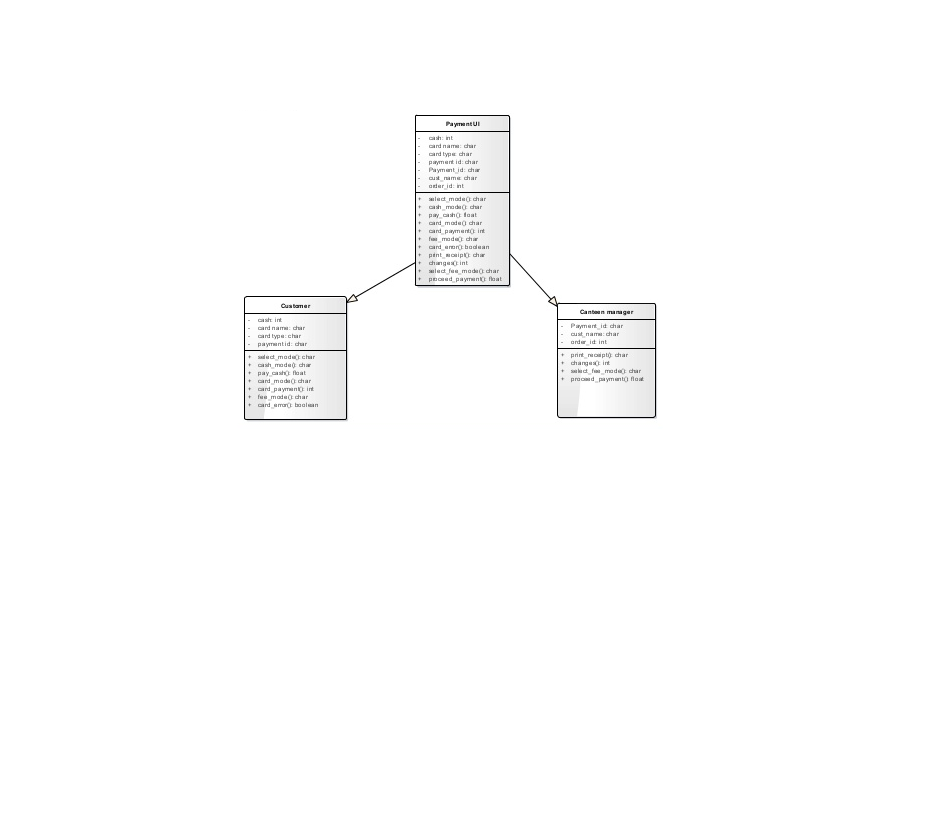 Payment UI
- cash: int
- card name: char
- card type: char
- payment id: char
- Payment_id: char
- cust_name: char
- order_id: int
+ select_mode(): char
+ cash_mode(): char
+ pay_cash(): float
+ card_mode(): char
+ card_payment(): int
+ fee_mode(): char
+ card_error(): boolean
+ print_receipt(): char
+ changes(): int
+ select_fee_mode(): char
+ proceed_payment(): float
Customer
- cash: int
- card name: char
- card type: char
- payment id: char
+ select_mode(): char
+ cash_mode(): char
+ pay_cash(): float
+ card_mode(): char
+ card_payment(): int
+ fee_mode(): char
+ card_error(): boolean
Canteen manager
- Payment_id: char
- cust_name: char
- order_id: int
+ print_receipt(): char
+ changes(): int
+ select_fee_mode(): char
+ proceed_payment(): float